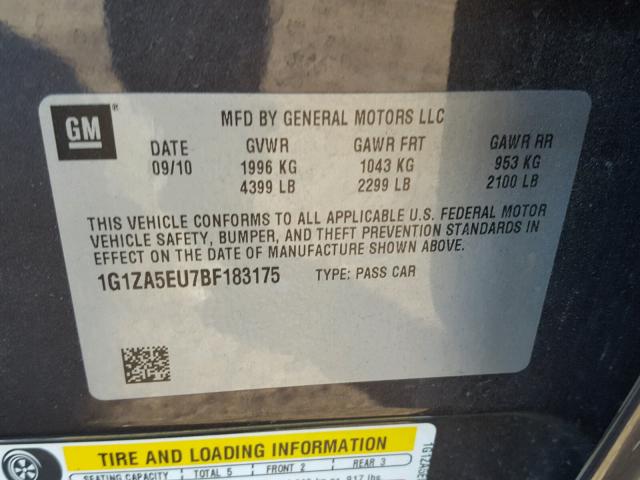 GM®
MFD BY GENERAL MOTORS LLC
DATE GVWR GAWR FRT GAWR RR
09/10 1996 KG 1043 KG 953 KG
4399 LB 2299 LB 2100 LB
THIS VEHICLE CONFORMS TO ALL APPLICABLE U.S. FEDERAL MOTOR
VEHICLE SAFETY, BUMPER, AND THEFT PREVENTION STANDARDS IN
EFFECT ON THE DATE OF MANUFACTURE SHOWN ABOVE.
1G1ZA5EU7BF183175 TYPE: PASS CAR
TIRE AND LOADING INFORMATION
SEATING CAPACITY TOTAL 5 FRONT 2 REAR 3